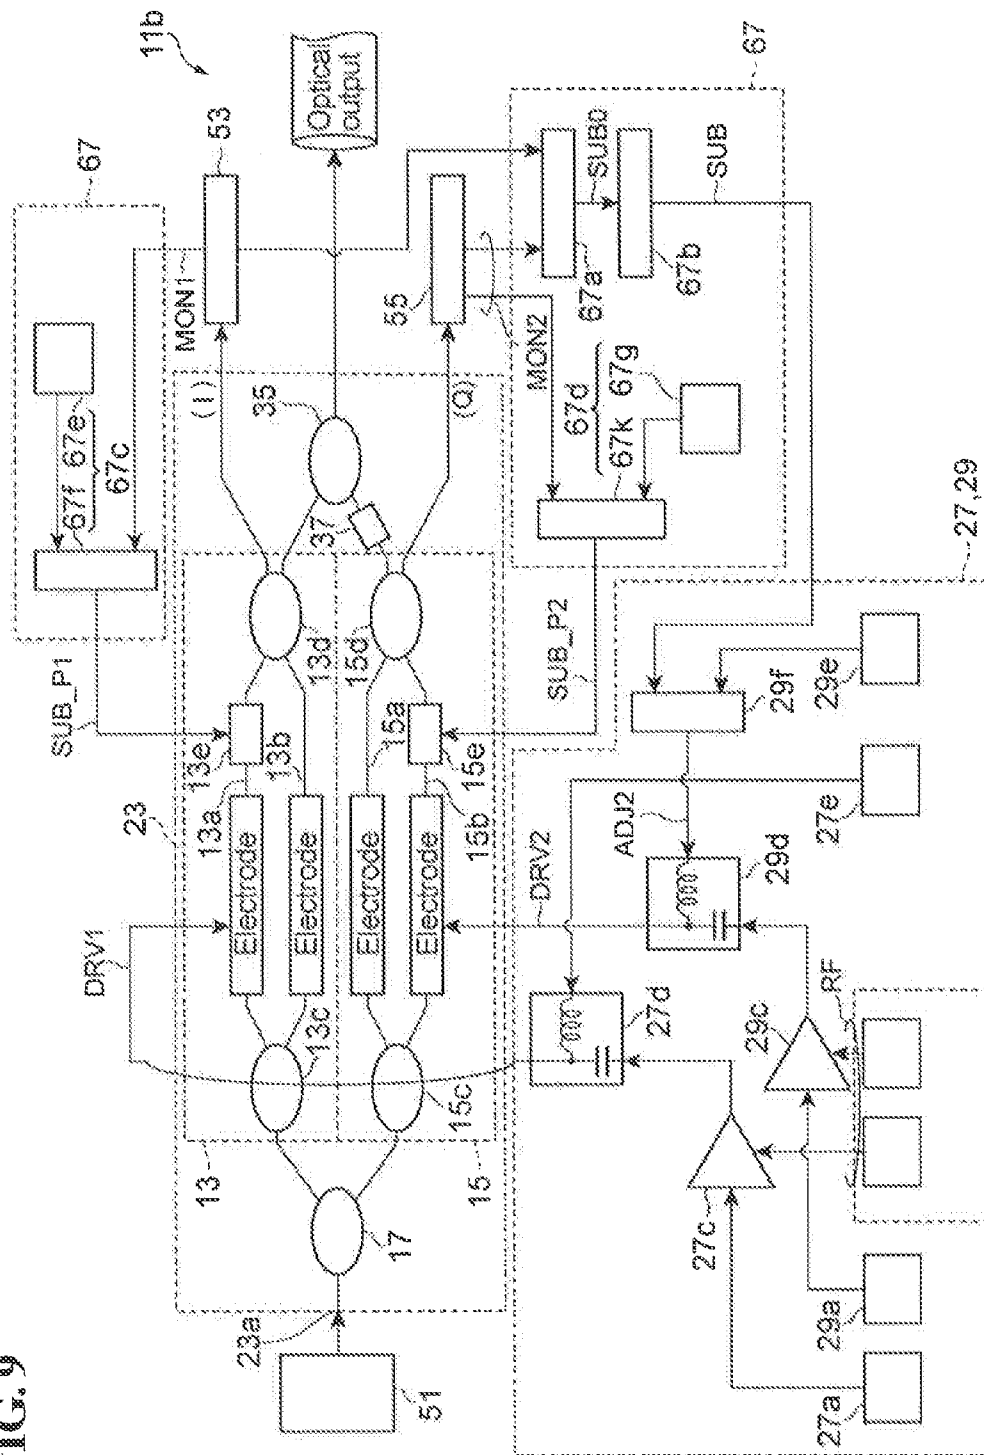 FIG. 9
11b
67
53
Optical
output
MON1
67e
67f
67c
SUB_P1
(I)
35
55
(Q)
37
67a
SUB0
67b
SUB
67
MON2
67d
67g
67k
SUB_P2
27,29
23
13e
13a
13b
13d
15d
15a
15e
15b
DRV1
Electrode
Electrode
Electrode
Electrode
13c
15c
13
15
17
23a
51
DRV2
ADJ2
29d
29f
29e
27e
27d
29c
RF
27c
29a
27a